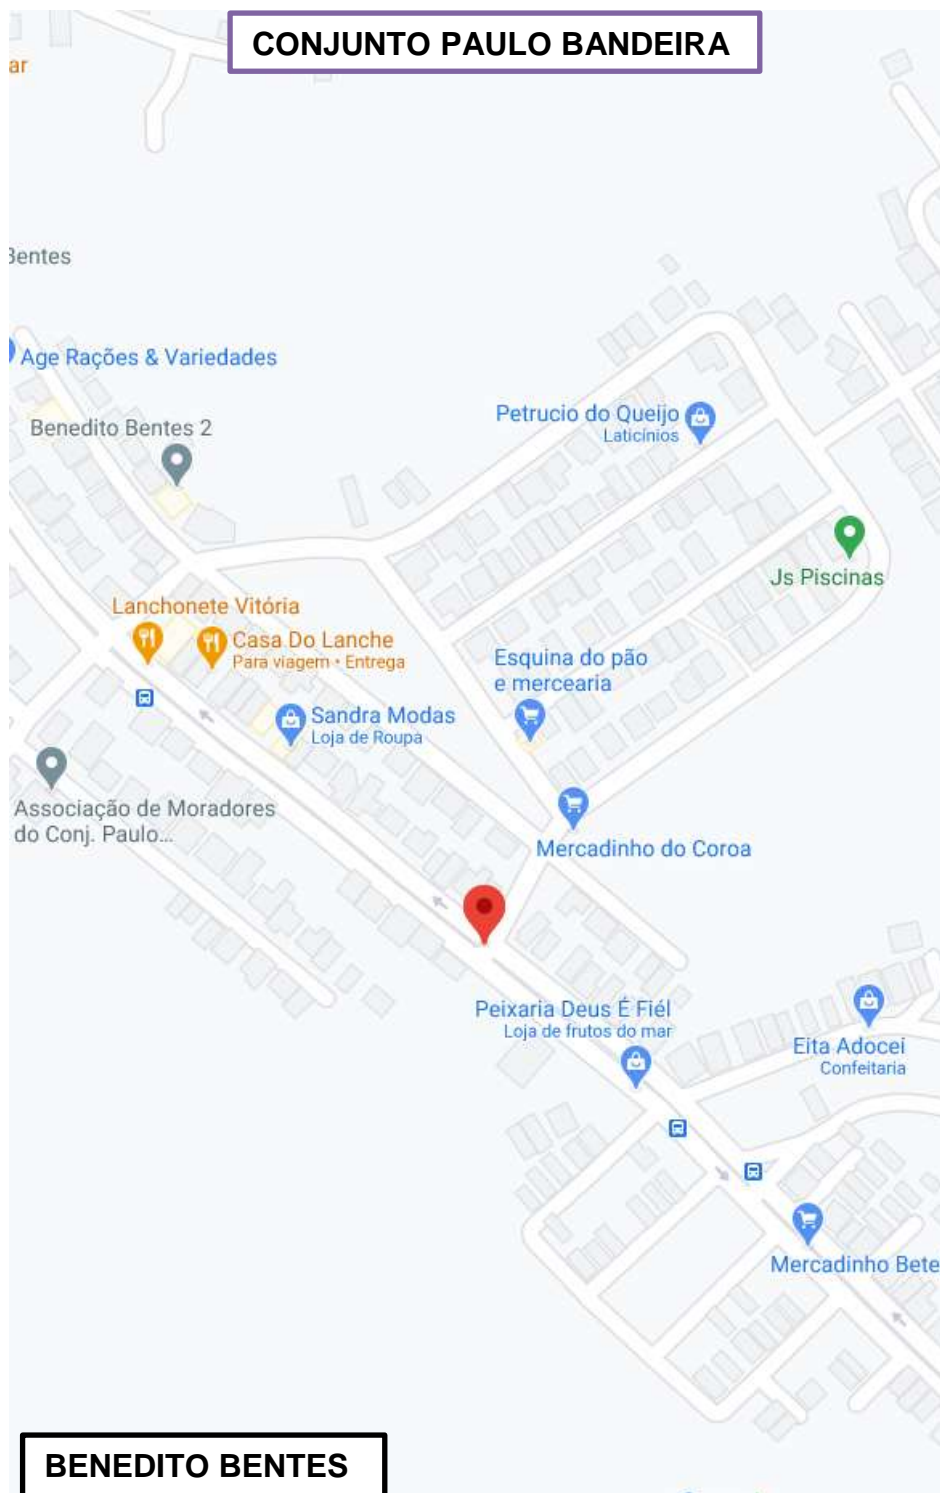 CONJUNTO PAULO BANDEIRA
ar
Bentes
Age Rações & Variedades
Petrucio do Queijo
Laticínios
Benedito Bentes 2
Js Piscinas
Lanchonete Vitória
Casa Do Lanche
Para viagem • Entrega
Esquina do pão
e mercearia
Sandra Modas
Loja de Roupa
Associação de Moradores
do Conj. Paulo...
Mercadinho do Coroa
Peixaria Deus É Fiél
Loja de frutos do mar
Eita Adocei
Confeitaria
Mercadinho Bete
BENEDITO BENTES